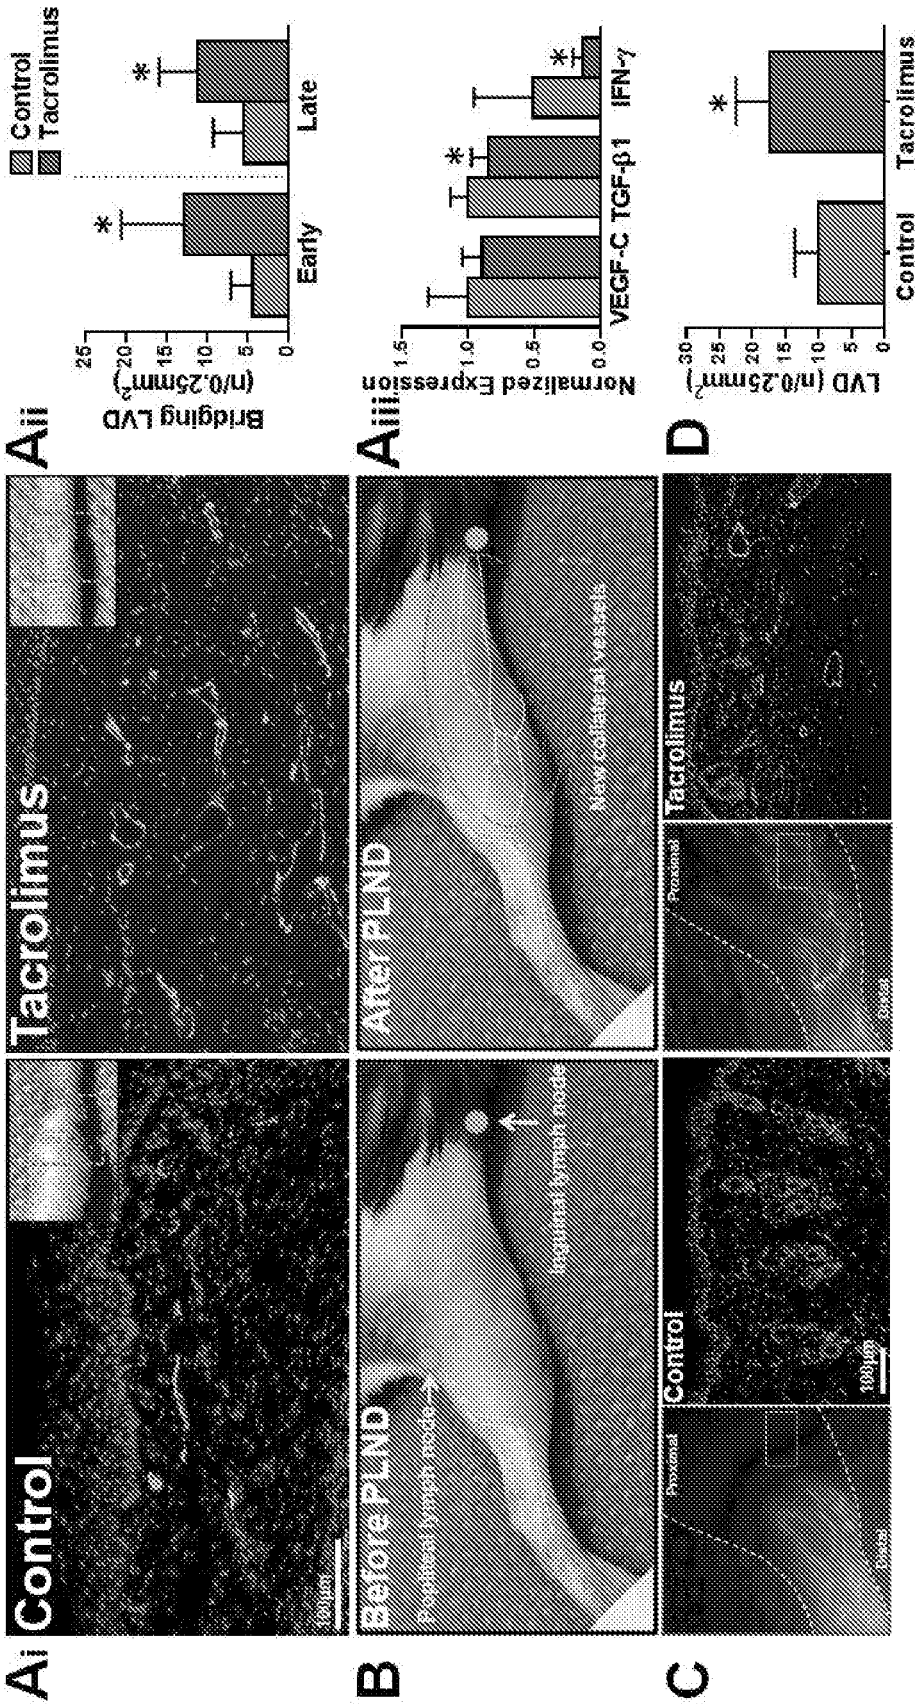 Ai
Control
100μm
Tacrolimus
Aii
Bridging LVD
(n/0.25mm²)
25
20
15
10
5
0
Early
Late
Control
Tacrolimus
*
*
B
Before PLND
Popliteal lymph node
Inguinal lymph node
After PLND
New collateral vessels
Aiii
Normalized Expression
1.5
1.0
0.5
0.0
VEGF-C
TGF-β1
IFN-γ
*
*
C
Proximal
Distal
Control
100μm
Proximal
Distal
Tacrolimus
D
LVD (n/0.25mm²)
30
25
20
15
10
5
0
Control
Tacrolimus
*